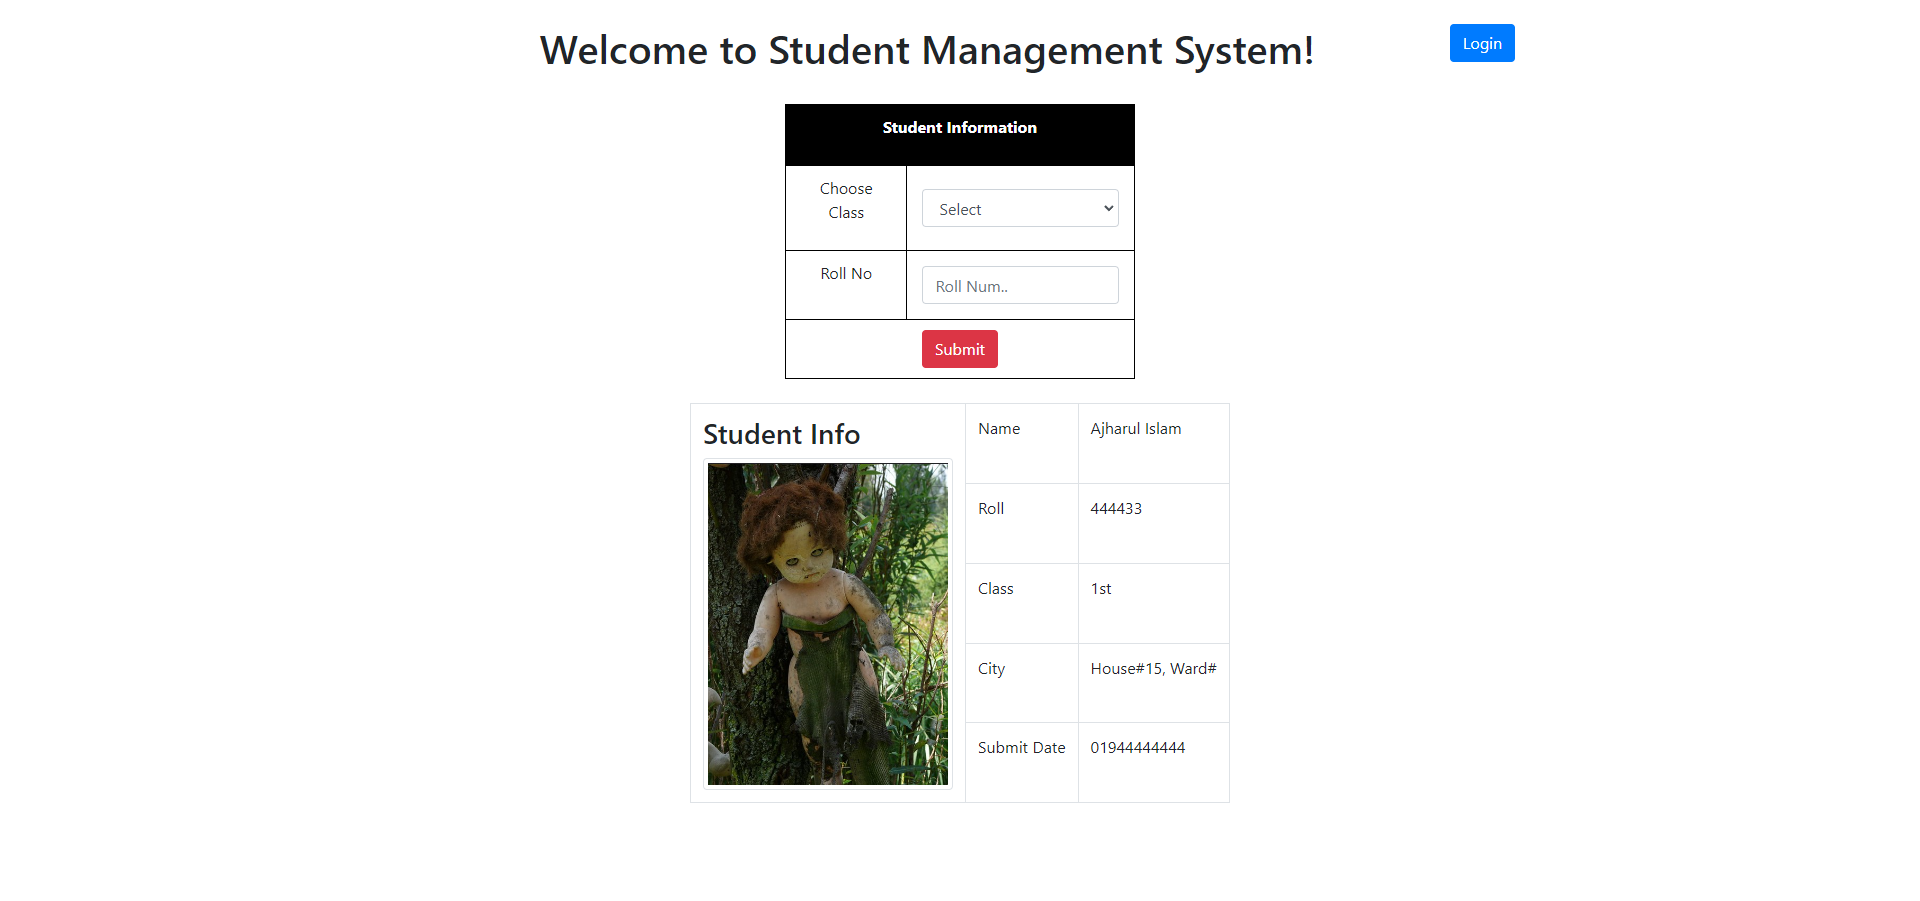 Welcome to Student Management System!
Login
Student Information
Choose
Class
Select
Roll No
Roll Num..
Submit
Student Info
Name
Ajharul Islam
Roll
444433
Class
1st
City
House#15, Ward#
Submit Date
01944444444